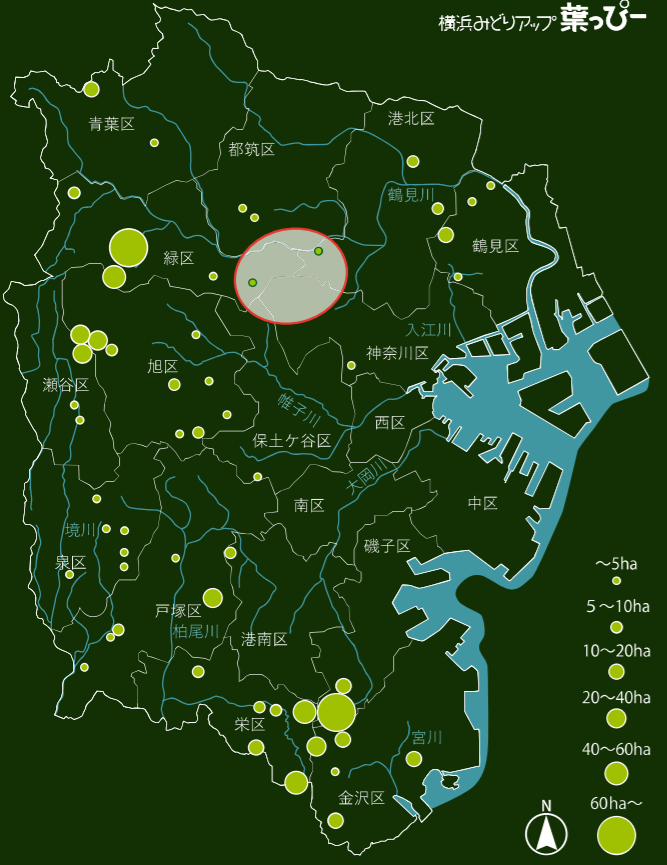 横浜みどりアップ 葉っぴー
青葉区
港北区
都筑区
鶴見川
鶴見区
緑区
入江川
神奈川区
旭区
瀬谷区
帷子川
西区
保土ケ谷区
大岡川
南区
中区
境川
磯子区
泉区
～5ha
戸塚区
5～10ha
柏尾川
港南区
10～20ha
20～40ha
栄区
宮川
40～60ha
金沢区
60ha～
N